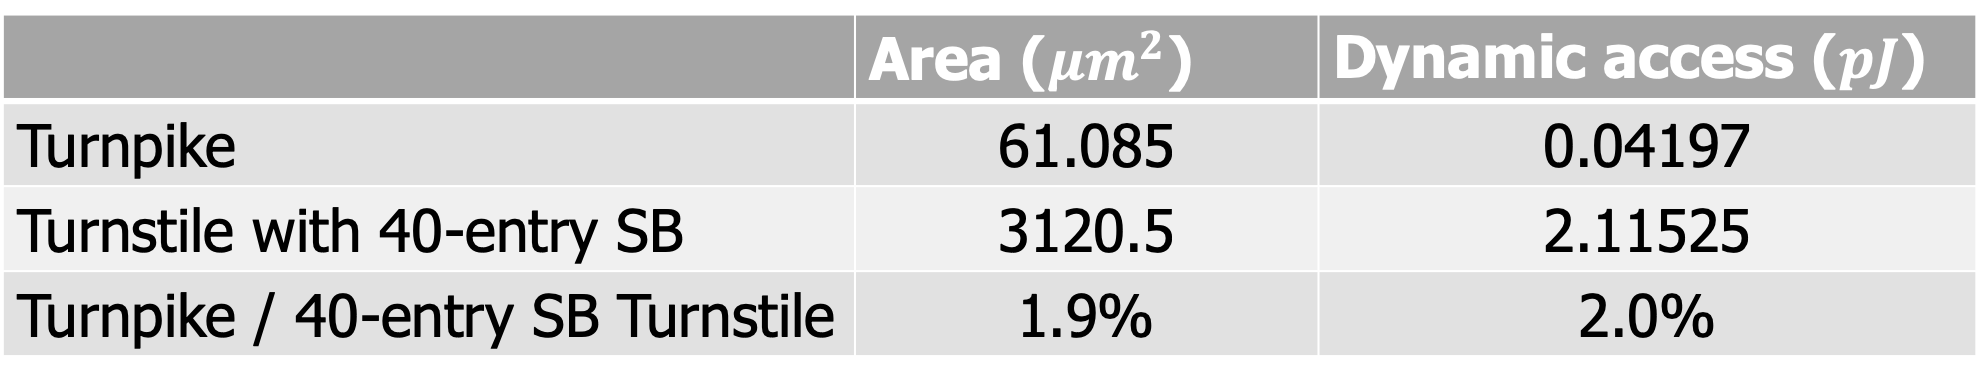 Area (μm²) Dynamic access (pJ)
Turnpike 61.085 0.04197
Turnstile with 40-entry SB 3120.5 2.11525
Turnpike / 40-entry SB Turnstile 1.9% 2.0%